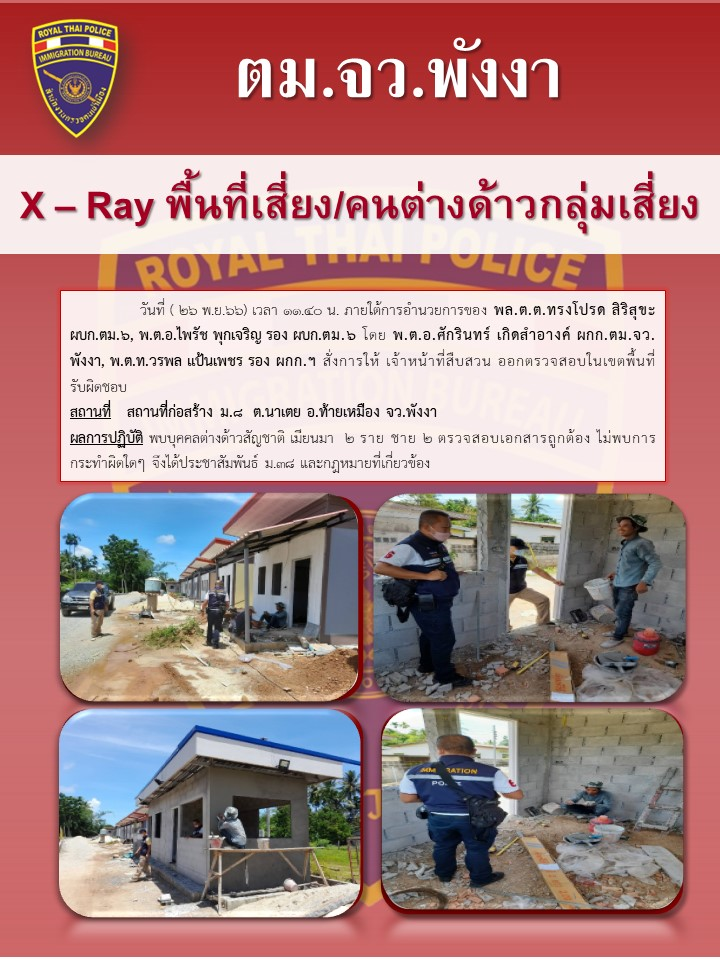 ROYAL THAI POLICE
IMMIGRATION BUREAU
สำนักงานตรวจคนเข้าเมือง
ตม.จว.พังงา
X – Ray พื้นที่เสี่ยง/คนต่างด้าวกลุ่มเสี่ยง
ROYAL THAI POLICE
วันที่ ( ๒๖ พ.ย.๖๖) เวลา ๑๑.๔๐ น. ภายใต้การอำนวยการของ พล.ต.ต.ทรงโปรด สิริสุขะ
ผบก.ตม.๖, พ.ต.อ.ไพรัช พุกเจริญ รอง ผบก.ตม.๖ โดย พ.ต.อ.ศักรินทร์ เกิดสำอางค์ ผกก.ตม.จว.
พังงา, พ.ต.ท.วรพล แป้นเพชร รอง ผกก.ฯ สั่งการให้ เจ้าหน้าที่สืบสวน ออกตรวจสอบในเขตพื้นที่
รับผิดชอบ
สถานที่ สถานที่ก่อสร้าง ม.๘ ต.นาเตย อ.ท้ายเหมือง จว.พังงา
ผลการปฏิบัติ พบบุคคลต่างด้าวสัญชาติ เมียนมา ๒ ราย ชาย ๒ ตรวจสอบเอกสารถูกต้อง ไม่พบการ
กระทำผิดใดๆ จึงได้ประชาสัมพันธ์ ม.๓๘ และกฎหมายที่เกี่ยวข้อง
IMMIGRATION
POLICE